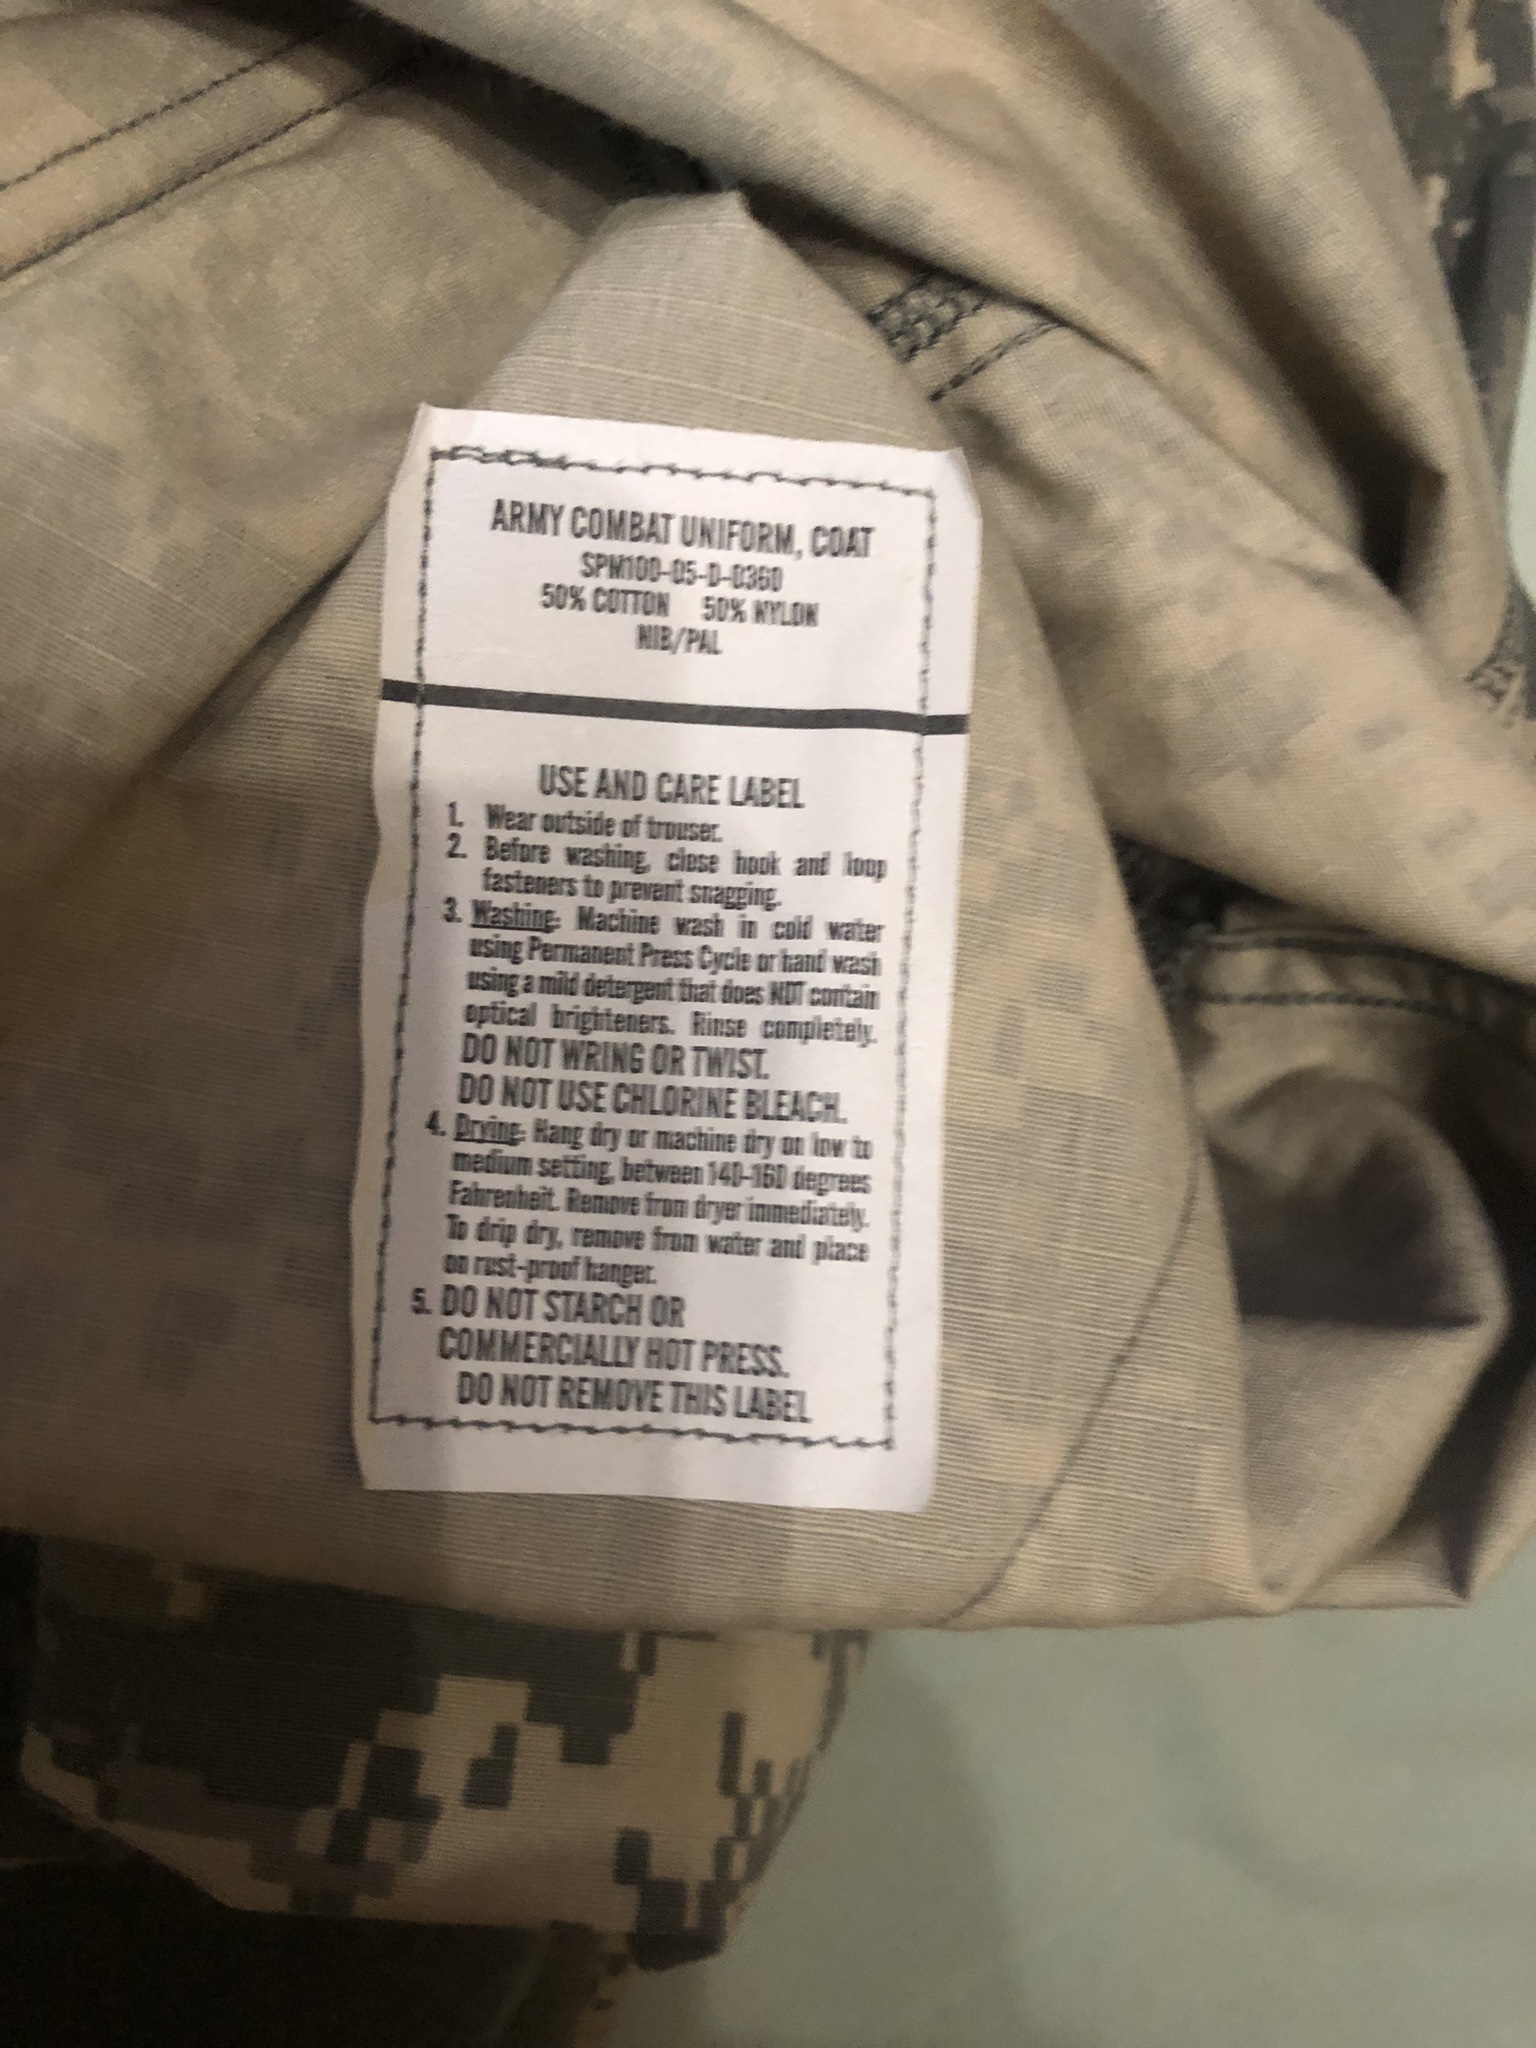 ARMY COMBAT UNIFORM, COAT
SPM100-05-D-0360
50% COTTON 50% NYLON
NIB/PAL
USE AND CARE LABEL
1. Wear outside of trouser.
2. Before washing, close hook and loop
fasteners to prevent snagging.
3. Washing: Machine wash in cold water
using Permanent Press Cycle or hand wash
using a mild detergent that does NOT contain
optical brighteners. Rinse completely.
DO NOT WRING OR TWIST.
DO NOT USE CHLORINE BLEACH.
4. Drying: Hang dry or machine dry on low to
medium setting, between 140-160 degrees
Fahrenheit. Remove from dryer immediately.
To drip dry, remove from water and place
on rust-proof hanger.
5. DO NOT STARCH OR
COMMERCIALLY HOT PRESS.
DO NOT REMOVE THIS LABEL